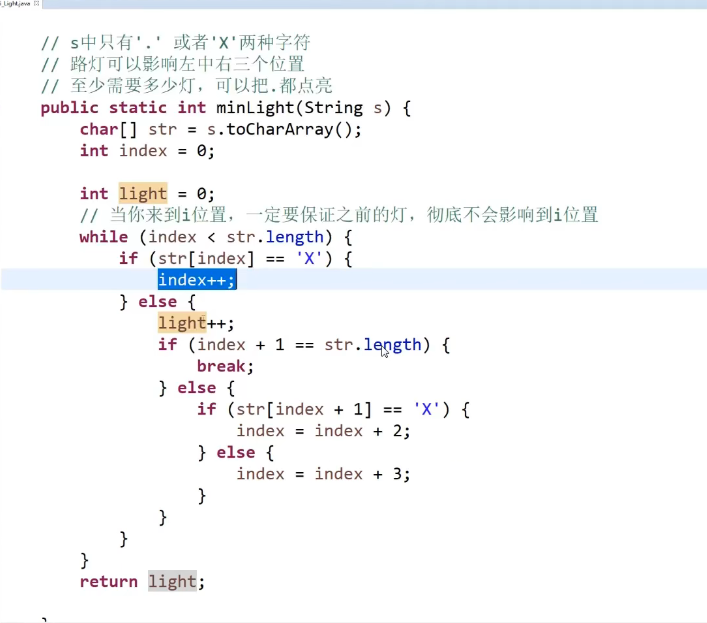 _Light.java
// s中只有'.' 或者'X'两种字符
// 路灯可以影响左中右三个位置
// 至少需要多少灯，可以把.都点亮
public static int minLight(String s) {
char[] str = s.toCharArray();
int index = 0;
int light = 0;
// 当你来到i位置，一定要保证之前的灯，彻底不会影响到i位置
while (index < str.length) {
if (str[index] == 'X') {
index++;
} else {
light++;
if (index + 1 == str.length) {
break;
} else {
if (str[index + 1] == 'X') {
index = index + 2;
} else {
index = index + 3;
}
}
}
}
return light;